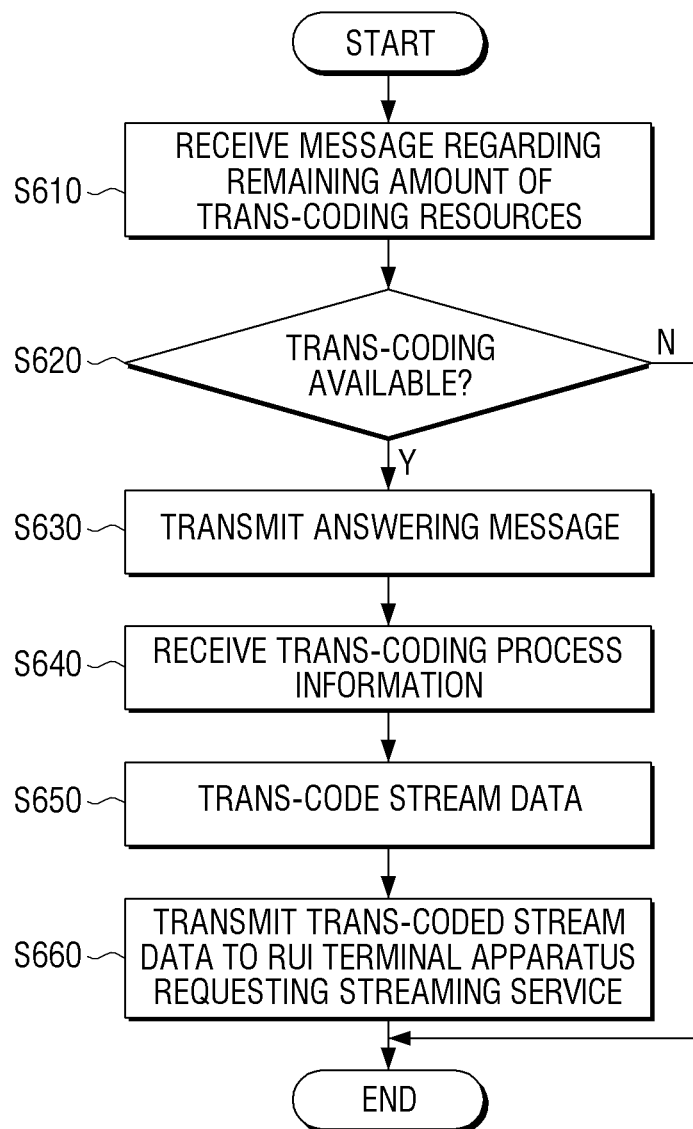 START
S610
RECEIVE MESSAGE REGARDING
REMAINING AMOUNT OF
TRANS-CODING RESOURCES
S620
TRANS-CODING
AVAILABLE?
N
Y
S630
TRANSMIT ANSWERING MESSAGE
S640
RECEIVE TRANS-CODING PROCESS
INFORMATION
S650
TRANS-CODE STREAM DATA
S660
TRANSMIT TRANS-CODED STREAM
DATA TO RUI TERMINAL APPARATUS
REQUESTING STREAMING SERVICE
END